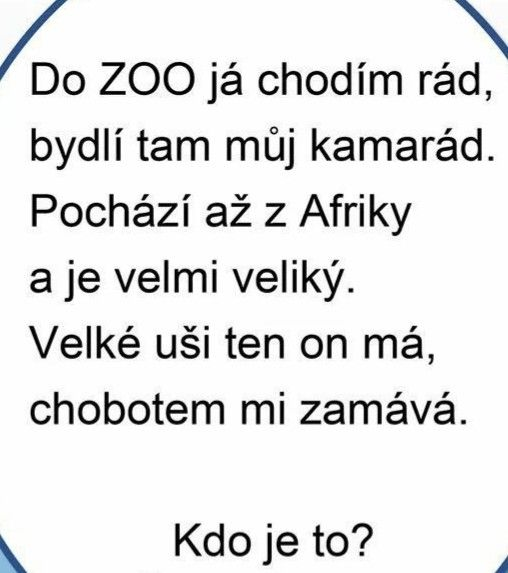 Do ZOO já chodím rád,
bydlí tam můj kamarád.
Pochází až z Afriky
a je velmi veliký.
Velké uši ten on má,
chobotem mi zamává.
Kdo je to?